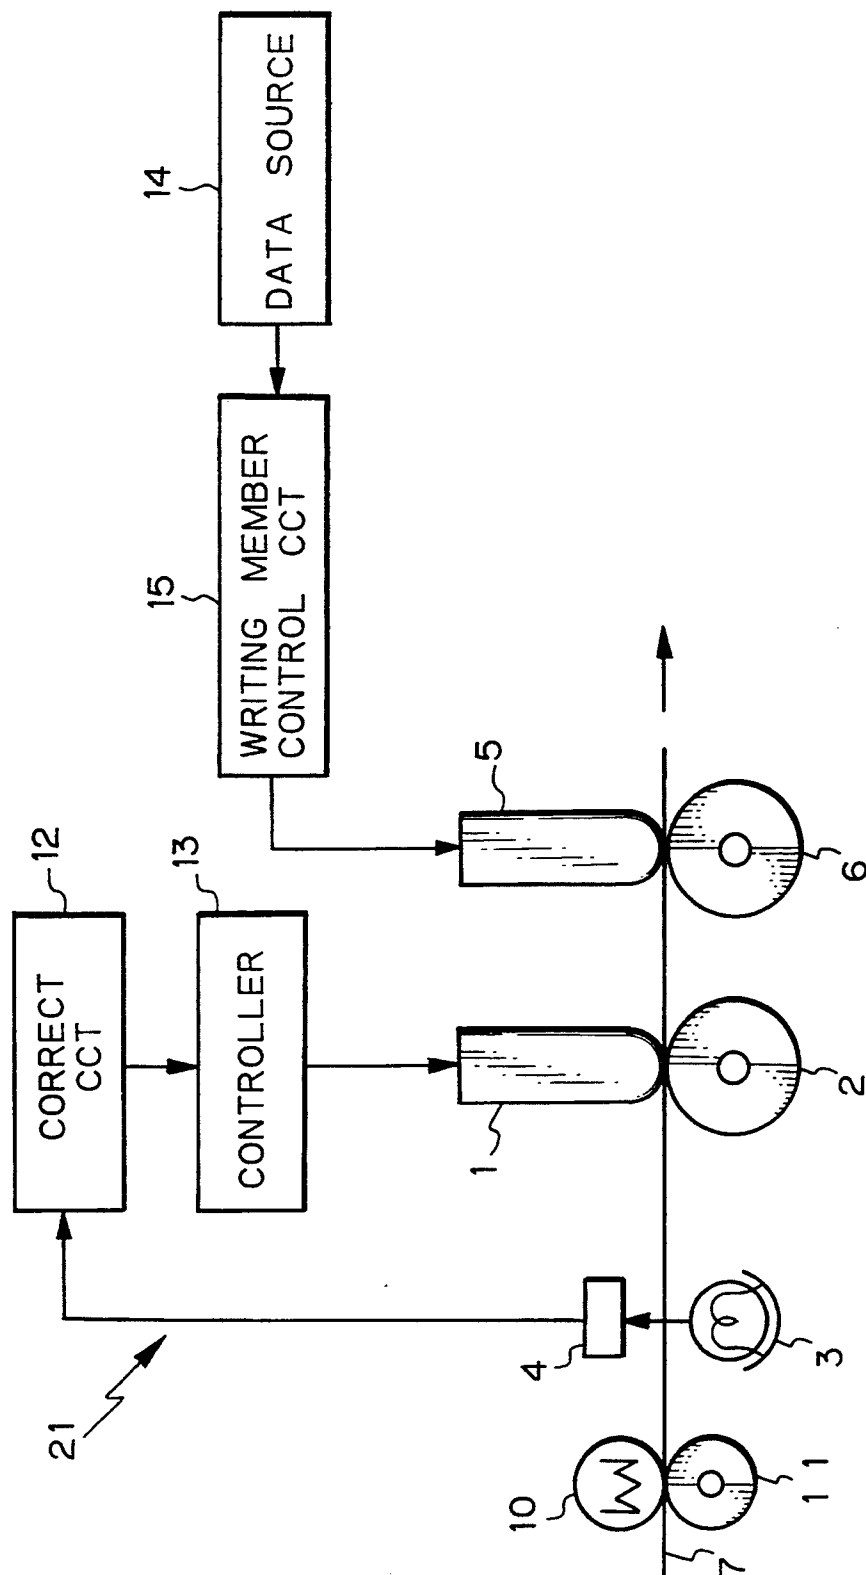 14
DATA SOURCE
15
WRITING MEMBER
CONTROL CCT
12
CORRECT
CCT
13
CONTROLLER
5
1
6
2
21
4
3
10
11
7